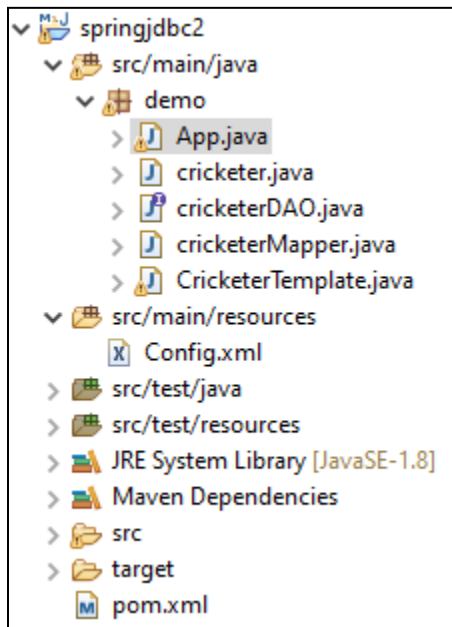 springjdbc2
src/main/java
demo
App.java
cricketer.java
cricketerDAO.java
cricketerMapper.java
CricketerTemplate.java
src/main/resources
Config.xml
src/test/java
src/test/resources
JRE System Library [JavaSE-1.8]
Maven Dependencies
src
target
pom.xml